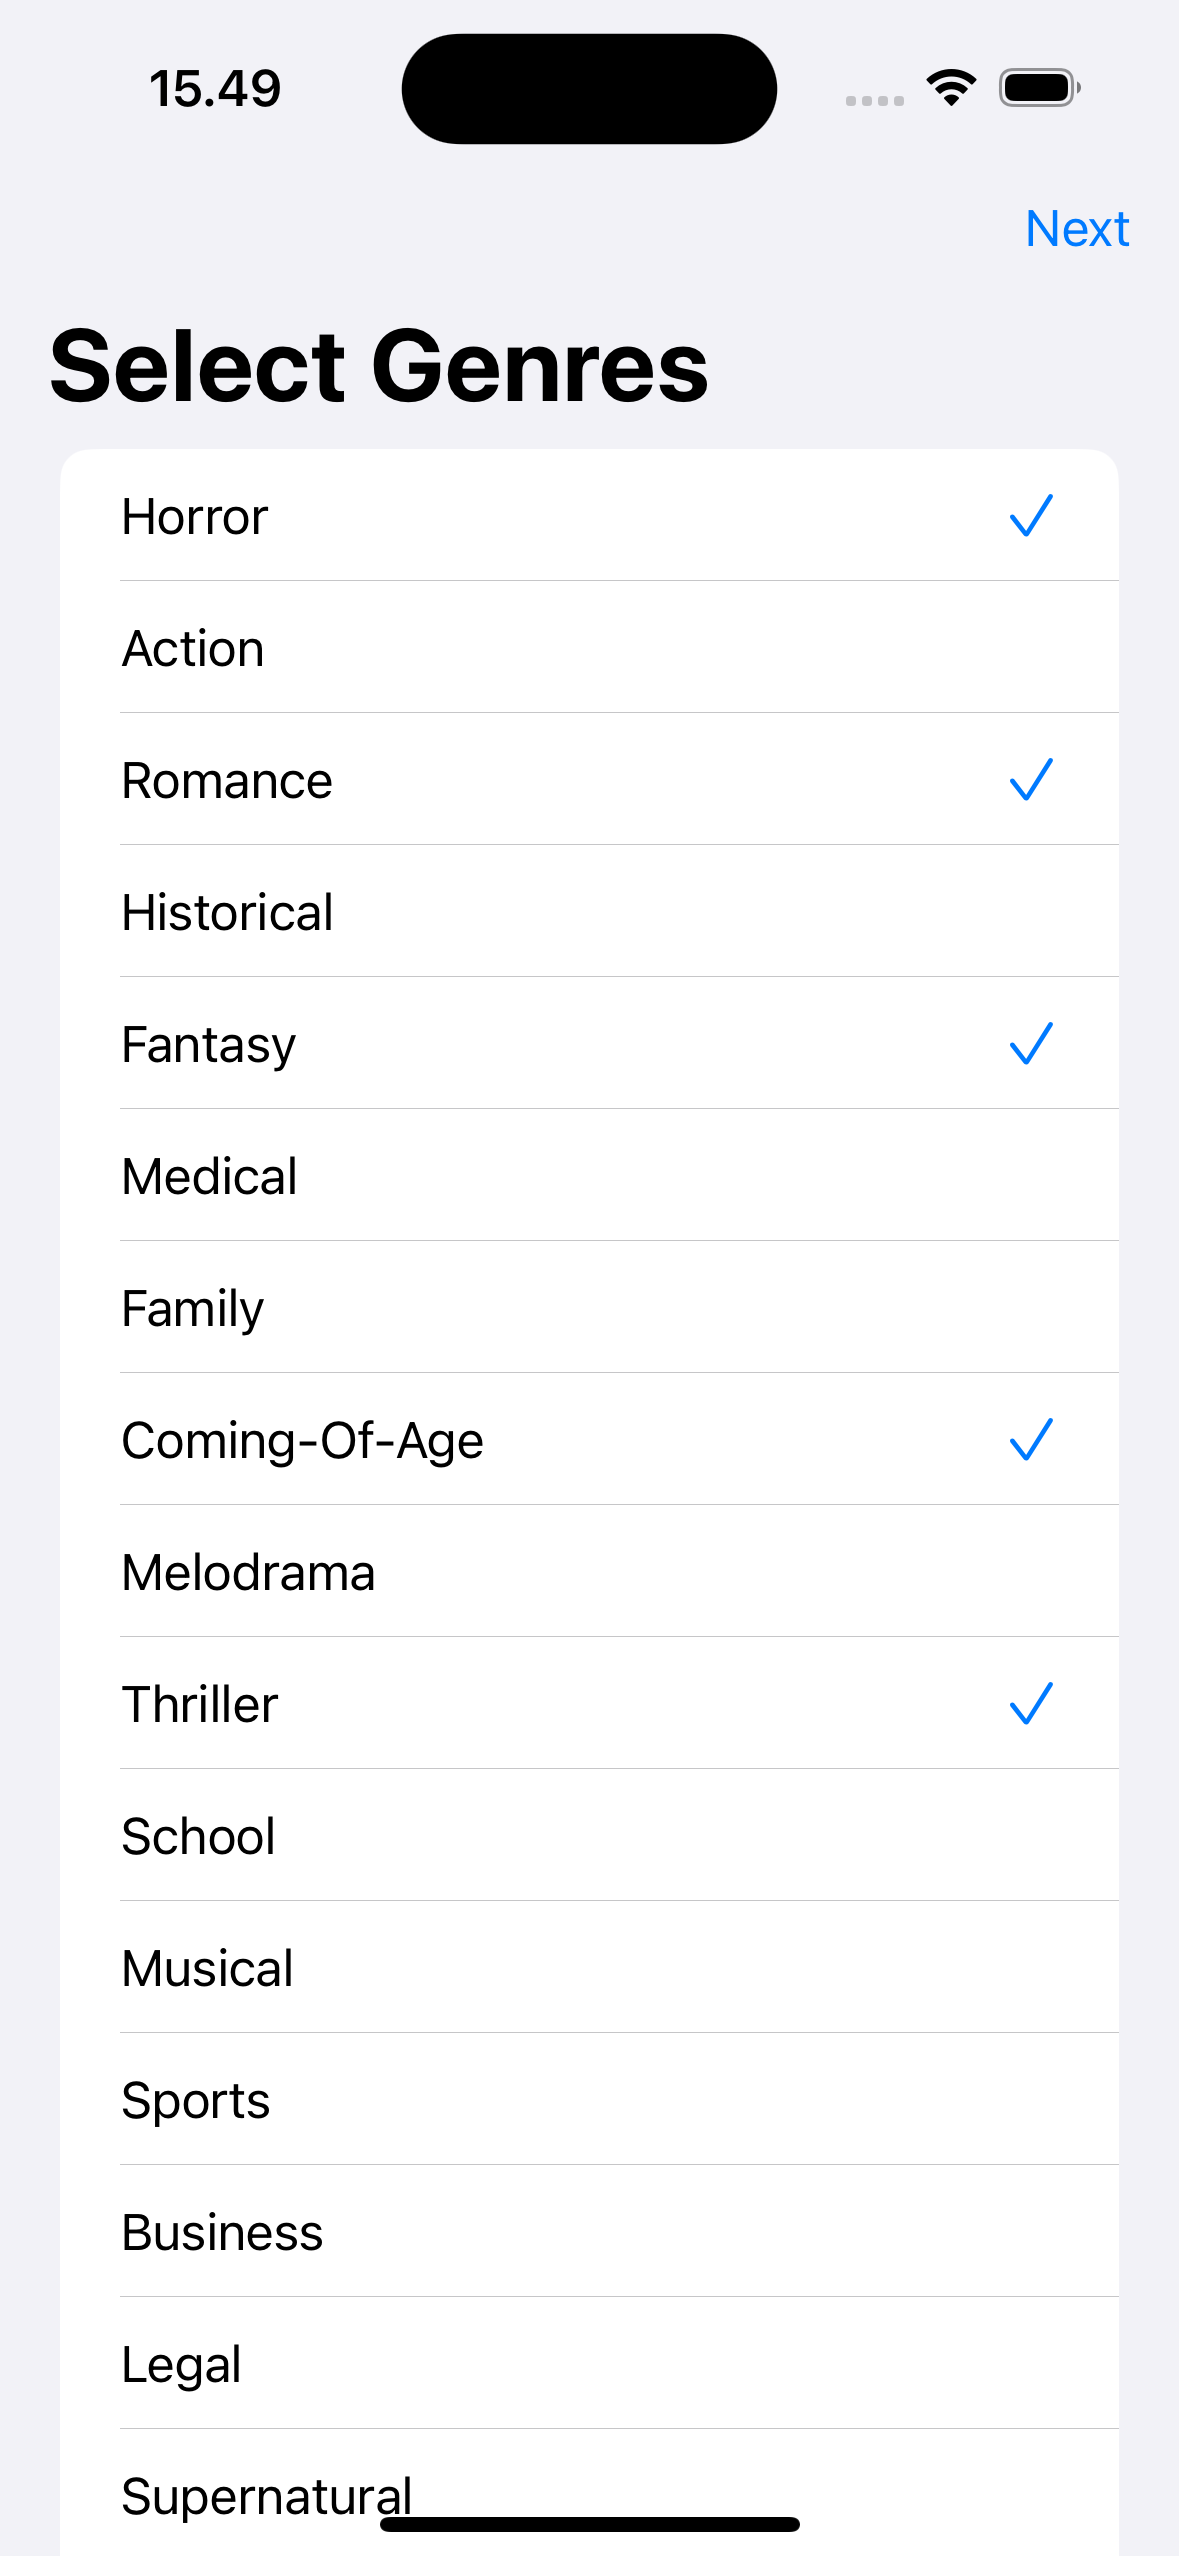 15.49
Next
Select Genres
Horror
Action
Romance
Historical
Fantasy
Medical
Family
Coming-Of-Age
Melodrama
Thriller
School
Musical
Sports
Business
Legal
Supernatural